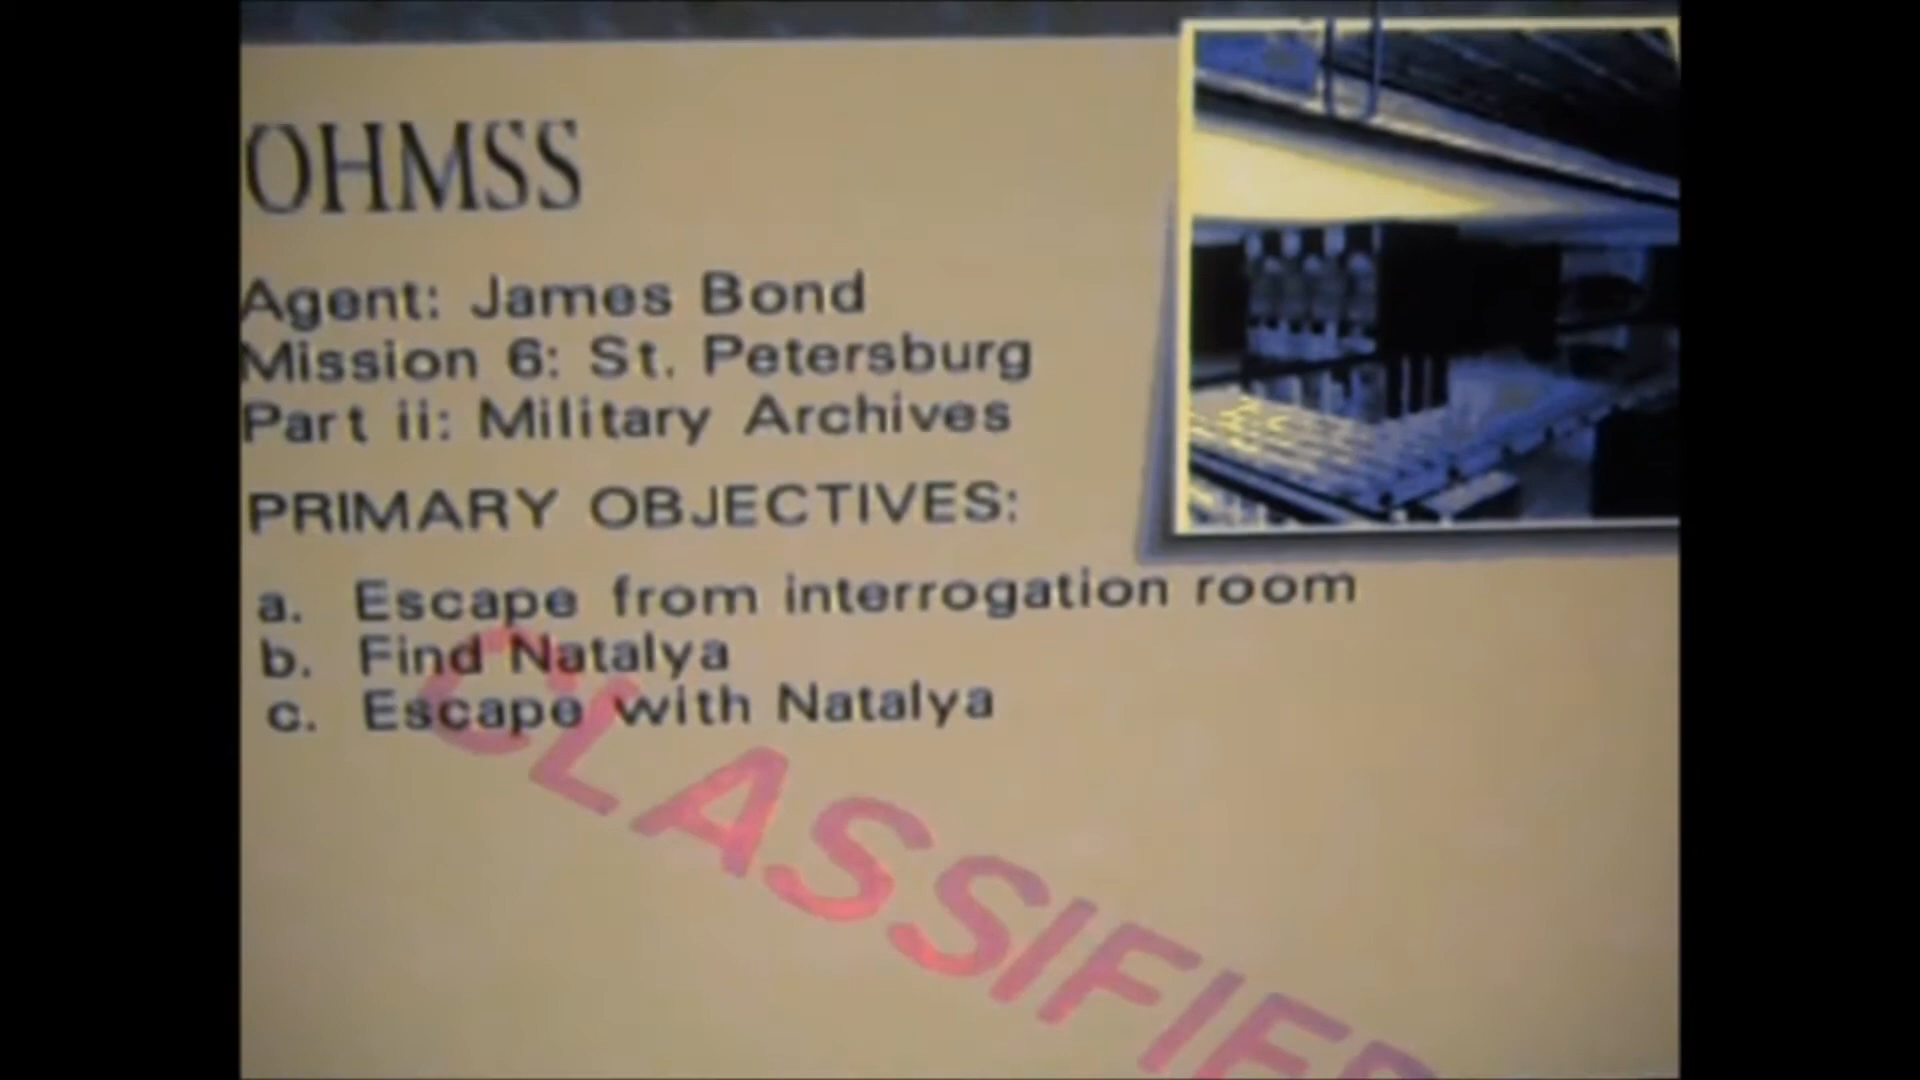 OHMSS
Agent: James Bond
Mission 6: St. Petersburg
Part ii: Military Archives
PRIMARY OBJECTIVES:
a. Escape from interrogation room
b. Find Natalya
c. Escape with Natalya
CLASSIFIED